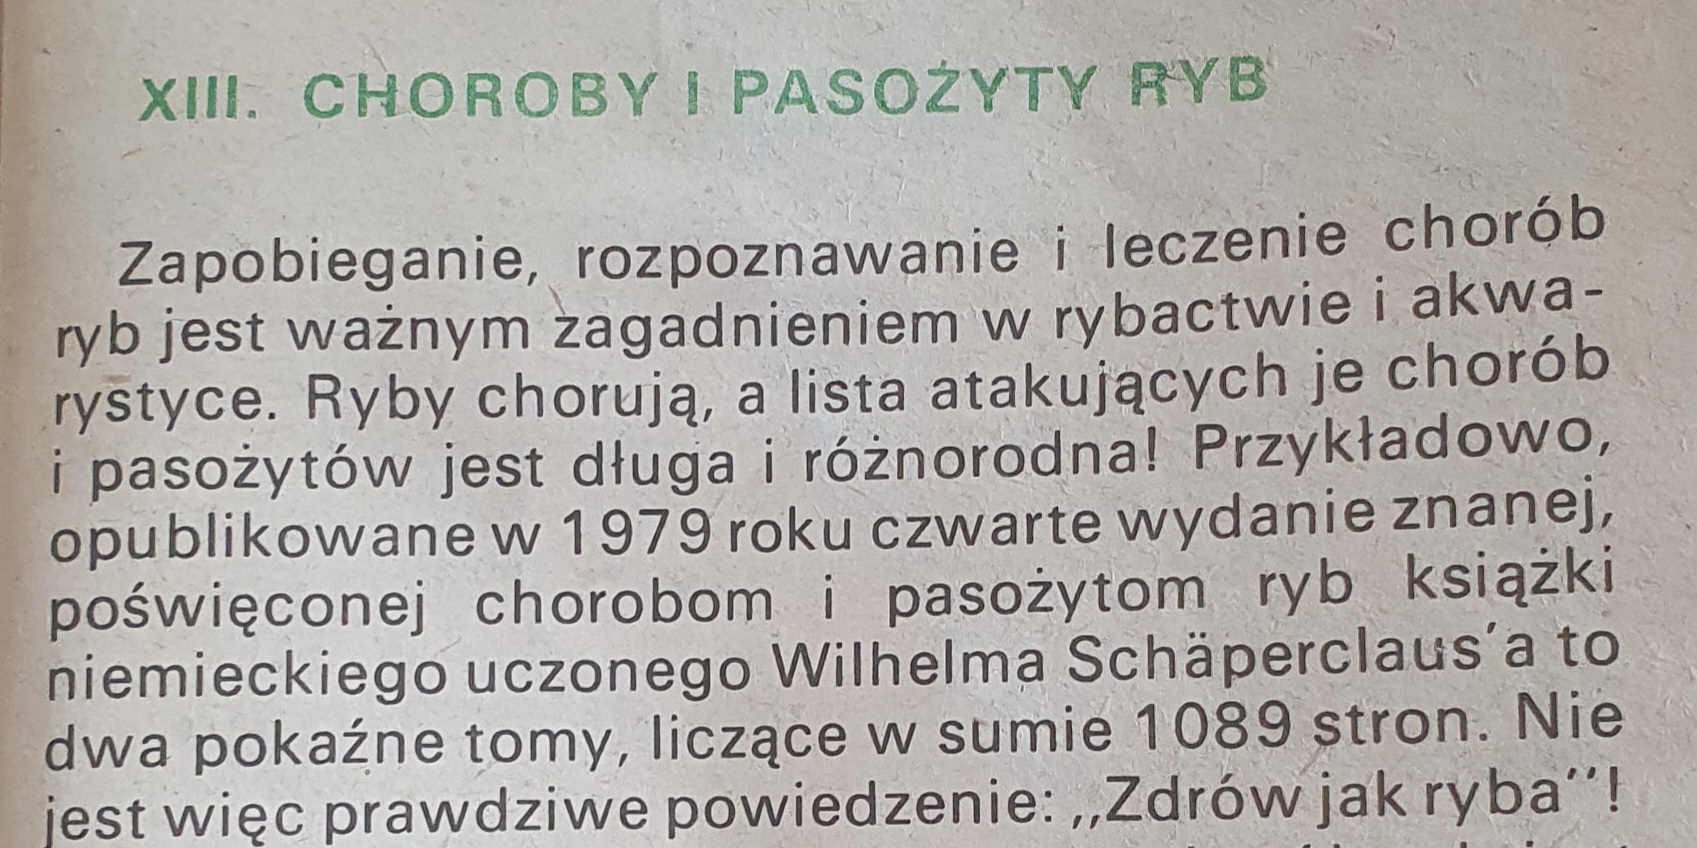 XIII. CHOROBY I PASOŻYTY RYB
Zapobieganie, rozpoznawanie i leczenie chorób
ryb jest ważnym zagadnieniem w rybactwie i akwa-
rystyce. Ryby chorują, a lista atakujących je chorób
i pasożytów jest długa i różnorodna! Przykładowo,
opublikowane w 1979 roku czwarte wydanie znanej,
poświęconej chorobom i pasożytom ryb książki
niemieckiego uczonego Wilhelma Schäperclaus'a to
dwa pokaźne tomy, liczące w sumie 1089 stron. Nie
jest więc prawdziwe powiedzenie: ,,Zdrów jak ryba''!